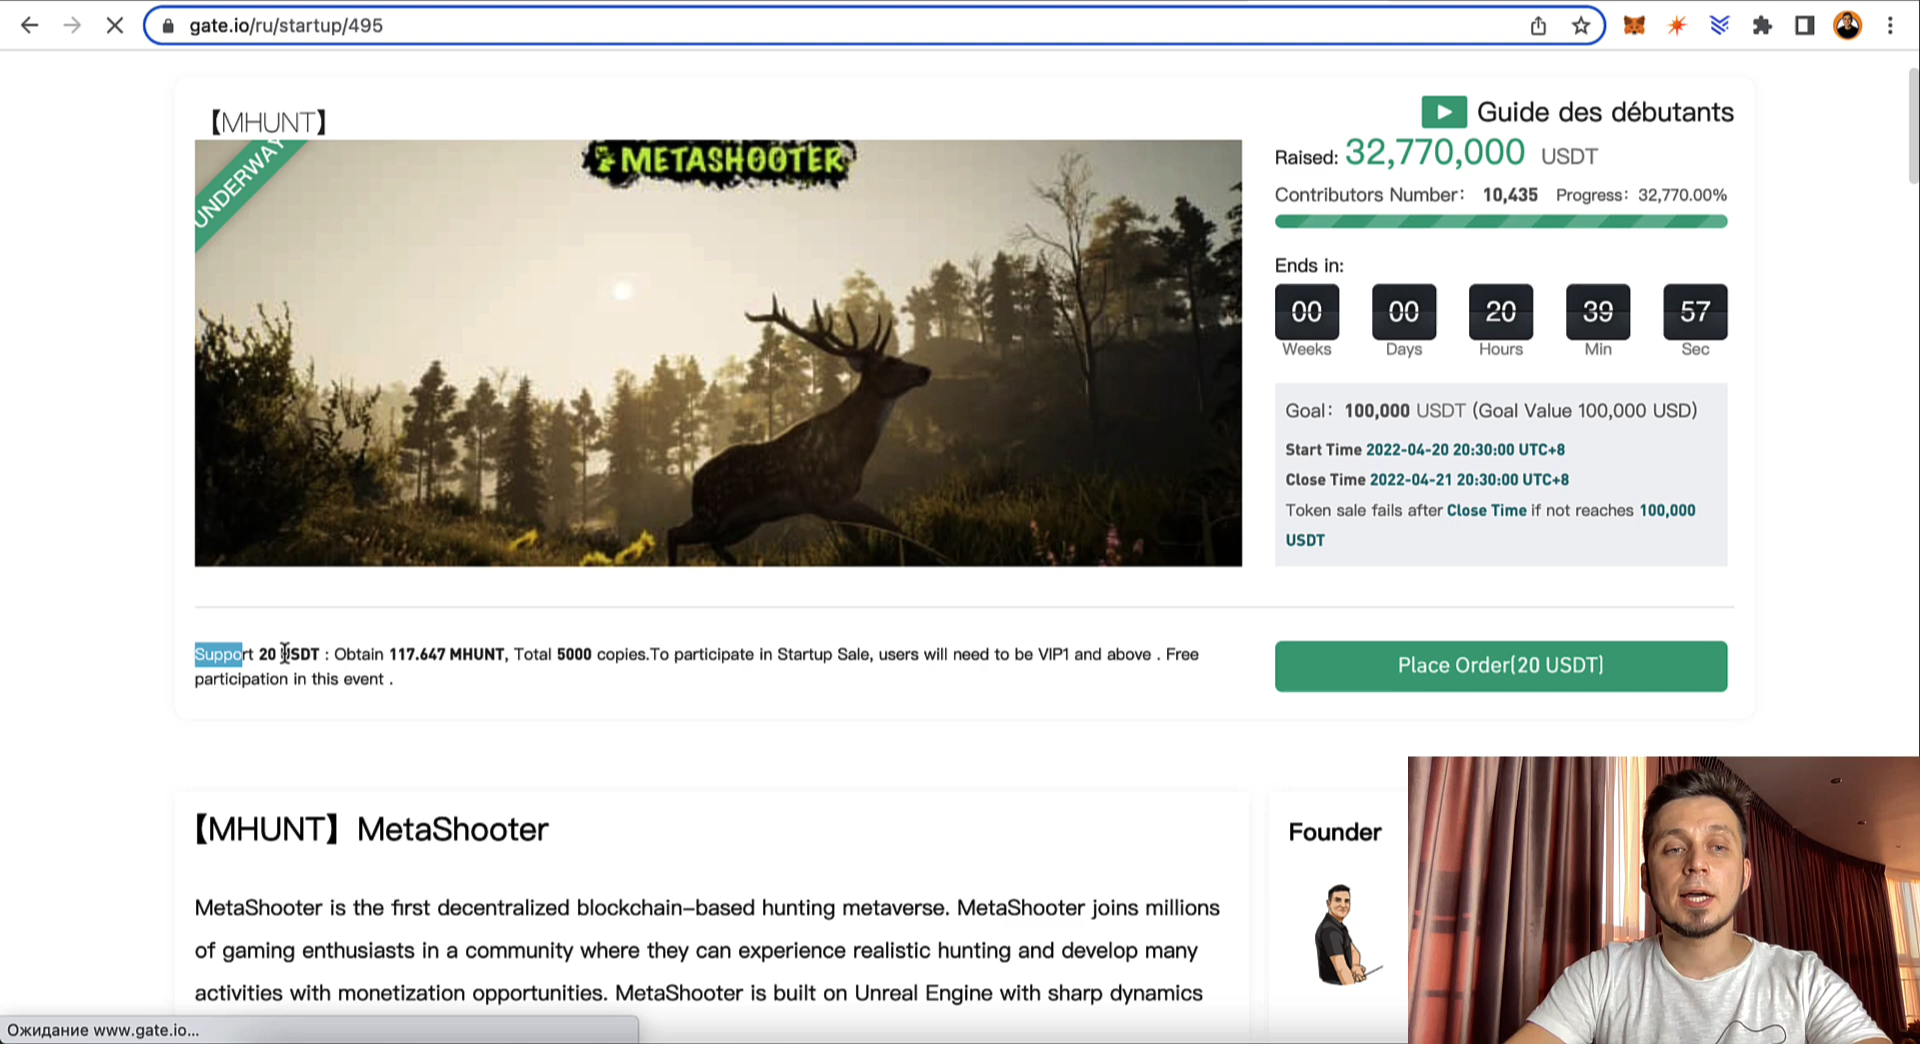 gate.io/ru/startup/495
【MHUNT】
Guide des débutants
UNDERWAY
METASHOOTER
Raised: 32,770,000 USDT
Contributors Number: 10,435 Progress: 32,770.00%
Ends in:
00 00 20 39 57
Weeks Days Hours Min Sec
Goal: 100,000 USDT (Goal Value 100,000 USD)
Start Time 2022-04-20 20:30:00 UTC+8
Close Time 2022-04-21 20:30:00 UTC+8
Token sale fails after Close Time if not reaches 100,000
USDT
Support 20 USDT : Obtain 117.647 MHUNT, Total 5000 copies.To participate in Startup Sale, users will need to be VIP1 and above . Free
participation in this event .
Place Order(20 USDT)
【MHUNT】 MetaShooter
Founder
MetaShooter is the first decentralized blockchain-based hunting metaverse. MetaShooter joins millions
of gaming enthusiasts in a community where they can experience realistic hunting and develop many
activities with monetization opportunities. MetaShooter is built on Unreal Engine with sharp dynamics
Ожидание www.gate.io...